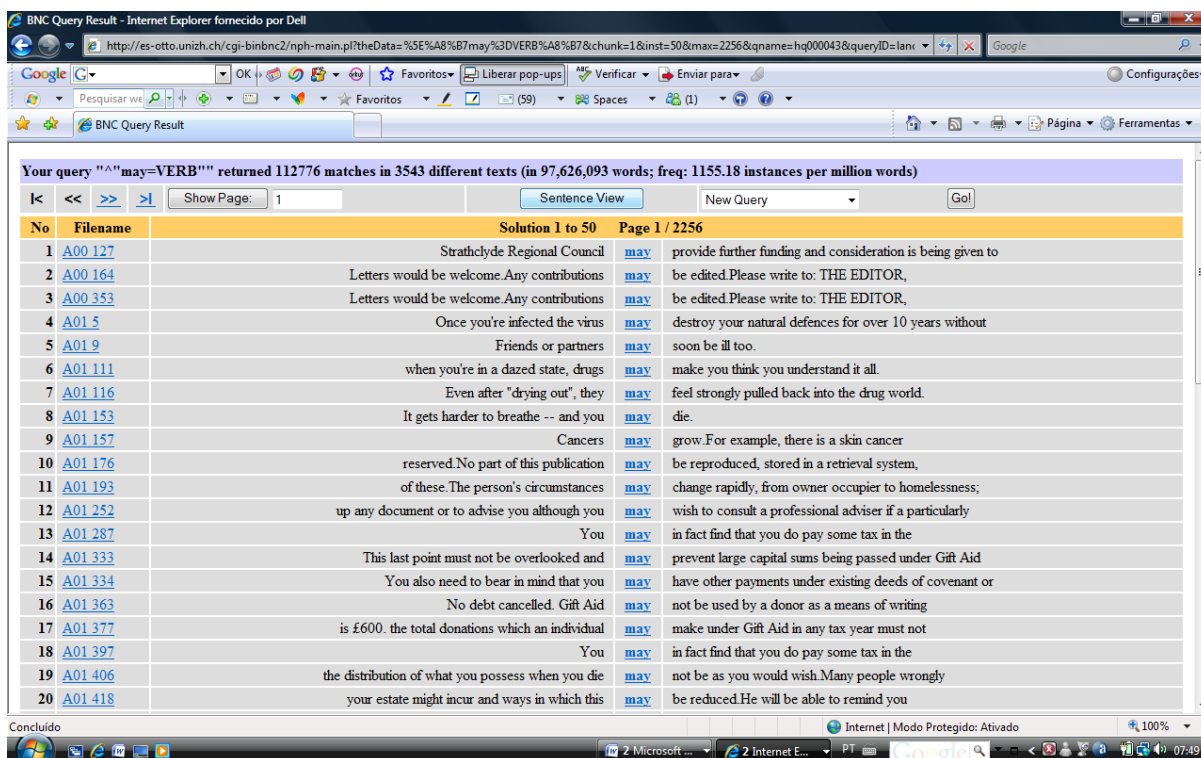 BNC Query Result - Internet Explorer fornecido por Dell
http://es-otto.unizh.ch/cgi-binbnc2/nph-main.pl?theData=%5E%A8%B7may%3DVERB%A8%B7&chunk=1&inst=50&max=2256&qname=hq000043&queryID=lanc Google
Google G OK Favoritos Liberar pop-ups Verificar Enviar para Configurações
Pesquisar we Favorites (59) Spaces (1)
BNC Query Result Página Ferramentas
Your query "^"may=VERB"" returned 112776 matches in 3543 different texts (in 97,626,093 words; freq: 1155.18 instances per million words)
|< << >> >| Show Page: 1 Sentence View New Query Go!
No Filename Solution 1 to 50 Page 1 / 2256
1 A00 127 Strathclyde Regional Council may provide further funding and consideration is being given to
2 A00 164 Letters would be welcome.Any contributions may be edited.Please write to: THE EDITOR,
3 A00 353 Letters would be welcome.Any contributions may be edited.Please write to: THE EDITOR,
4 A01 5 Once you're infected the virus may destroy your natural defences for over 10 years without
5 A01 9 Friends or partners may soon be ill too.
6 A01 111 when you're in a dazed state, drugs may make you think you understand it all.
7 A01 116 Even after "drying out", they may feel strongly pulled back into the drug world.
8 A01 153 It gets harder to breathe -- and you may die.
9 A01 157 Cancers may grow.For example, there is a skin cancer
10 A01 176 reserved.No part of this publication may be reproduced, stored in a retrieval system,
11 A01 193 of these.The person's circumstances may change rapidly, from owner occupier to homelessness;
12 A01 252 up any document or to advise you although you may wish to consult a professional adviser if a particularly
13 A01 287 You may in fact find that you do pay some tax in the
14 A01 333 This last point must not be overlooked and may prevent large capital sums being passed under Gift Aid
15 A01 334 You also need to bear in mind that you may have other payments under existing deeds of covenant or
16 A01 363 No debt cancelled. Gift Aid may not be used by a donor as a means of writing
17 A01 377 is £600. the total donations which an individual may make under Gift Aid in any tax year must not
18 A01 397 You may in fact find that you do pay some tax in the
19 A01 406 the distribution of what you possess when you die may not be as you would wish.Many people wrongly
20 A01 418 your estate might incur and ways in which this may be reduced.He will be able to remind you
Concluído Internet | Modo Protegido: Ativado 100%
2 Microsoft ... 2 Internet E... PT Google 07:49